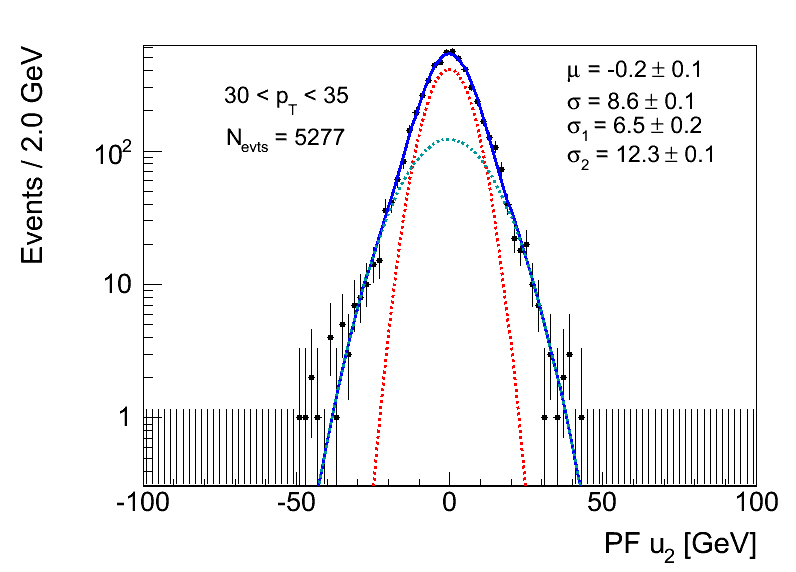 Events / 2.0 GeV
30 < p_T < 35
N_evts = 5277
μ = -0.2 ± 0.1
σ = 8.6 ± 0.1
σ_1 = 6.5 ± 0.2
σ_2 = 12.3 ± 0.1
10^2
10
1
-100 -50 0 50 100
PF u_2 [GeV]